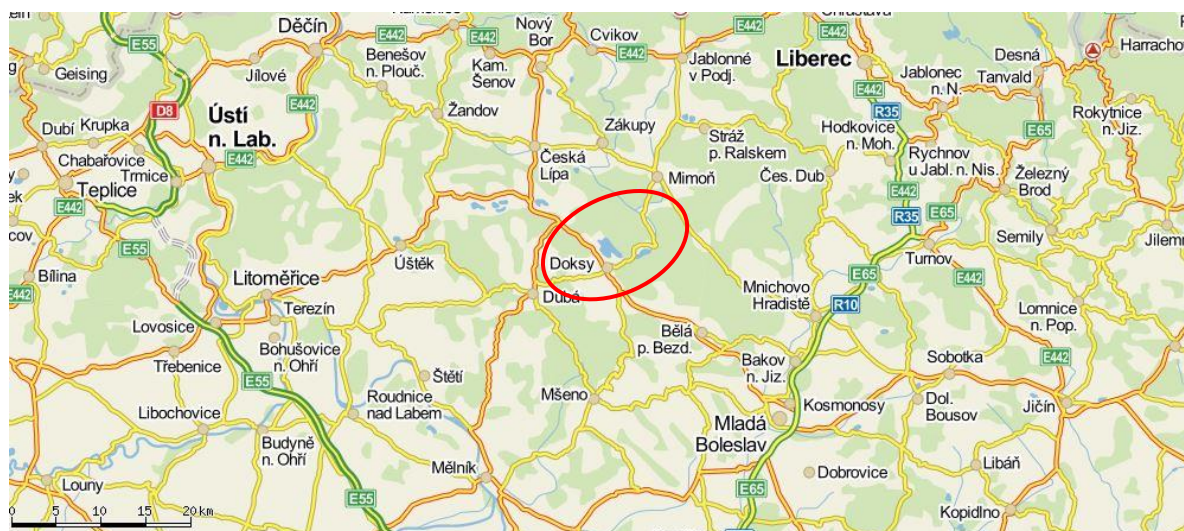 E55
Geising
Děčín
Jílové
E442
Benešov
n. Plouč.
Kam.
Šenov
Nový
Bor
Cvikov
E442
Jablonné
v Podj.
Liberec
E442
Jablonec
n. N.
Desná
Tanvald
Harrachov
Rokytnice
n. Jiz.
D8
Ústí
n. Lab.
E442
Žandov
Zákupy
Stráž
p. Ralskem
R35
Hodkovice
n. Moh.
E65
Dubí
Krupka
Chabařovice
Trmice
E442
Teplice
E442
Česká
Lípa
Mimoň
Čes. Dub
Rychnov
u Jabl. n. Nis.
Železný
Brod
E442
R35
E65
Semily
E55
Bílina
Litoměřice
Úštěk
Doksy
Dubá
Turnov
E65
E442
Mnichovo
Hradiště
R10
Lomnice
n. Pop.
Terezín
Lovosice
Bohušovice
n. Ohří
Třebenice
Bělá
p. Bezd.
Bakov
n. Jiz.
Sobotka
E442
E55
Štětí
Roudnice
nad Labem
Mšeno
Kosmonosy
Dol.
Bousov
Jičín
Mladá
Boleslav
Libochovice
Budyně
n. Ohří
Mělník
Dobrovice
Libáň
Louny
E55
E65
Kopidlno
0 5 10 15 20 km